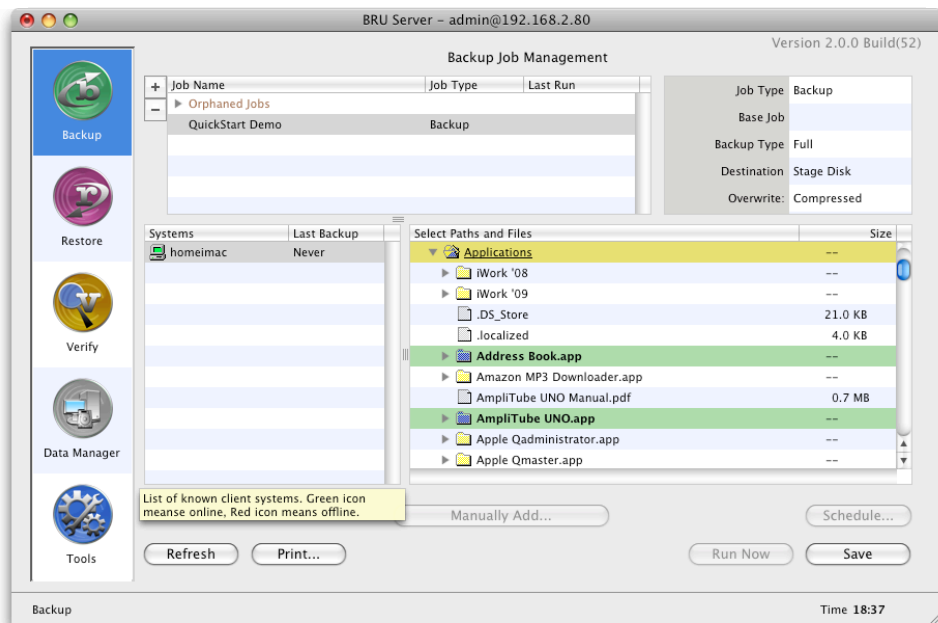 BRU Server – admin@192.168.2.80
Version 2.0.0 Build(52)
Backup Job Management
Backup
Restore
Verify
Data Manager
Tools
+
−
Job Name Job Type Last Run
Orphaned Jobs
QuickStart Demo Backup
Job Type Backup
Base Job
Backup Type Full
Destination Stage Disk
Overwrite: Compressed
Systems Last Backup
homeimac Never
Select Paths and Files Size
Applications --
iWork '08 --
iWork '09 --
.DS_Store 21.0 KB
.localized 4.0 KB
Address Book.app --
Amazon MP3 Downloader.app --
AmpliTube UNO Manual.pdf 0.7 MB
AmpliTube UNO.app --
Apple Qadministrator.app --
Apple Qmaster.app --
List of known client systems. Green icon
meanse online, Red icon means offline.
Manually Add...
Schedule...
Refresh
Print...
Run Now
Save
Backup
Time 18:37